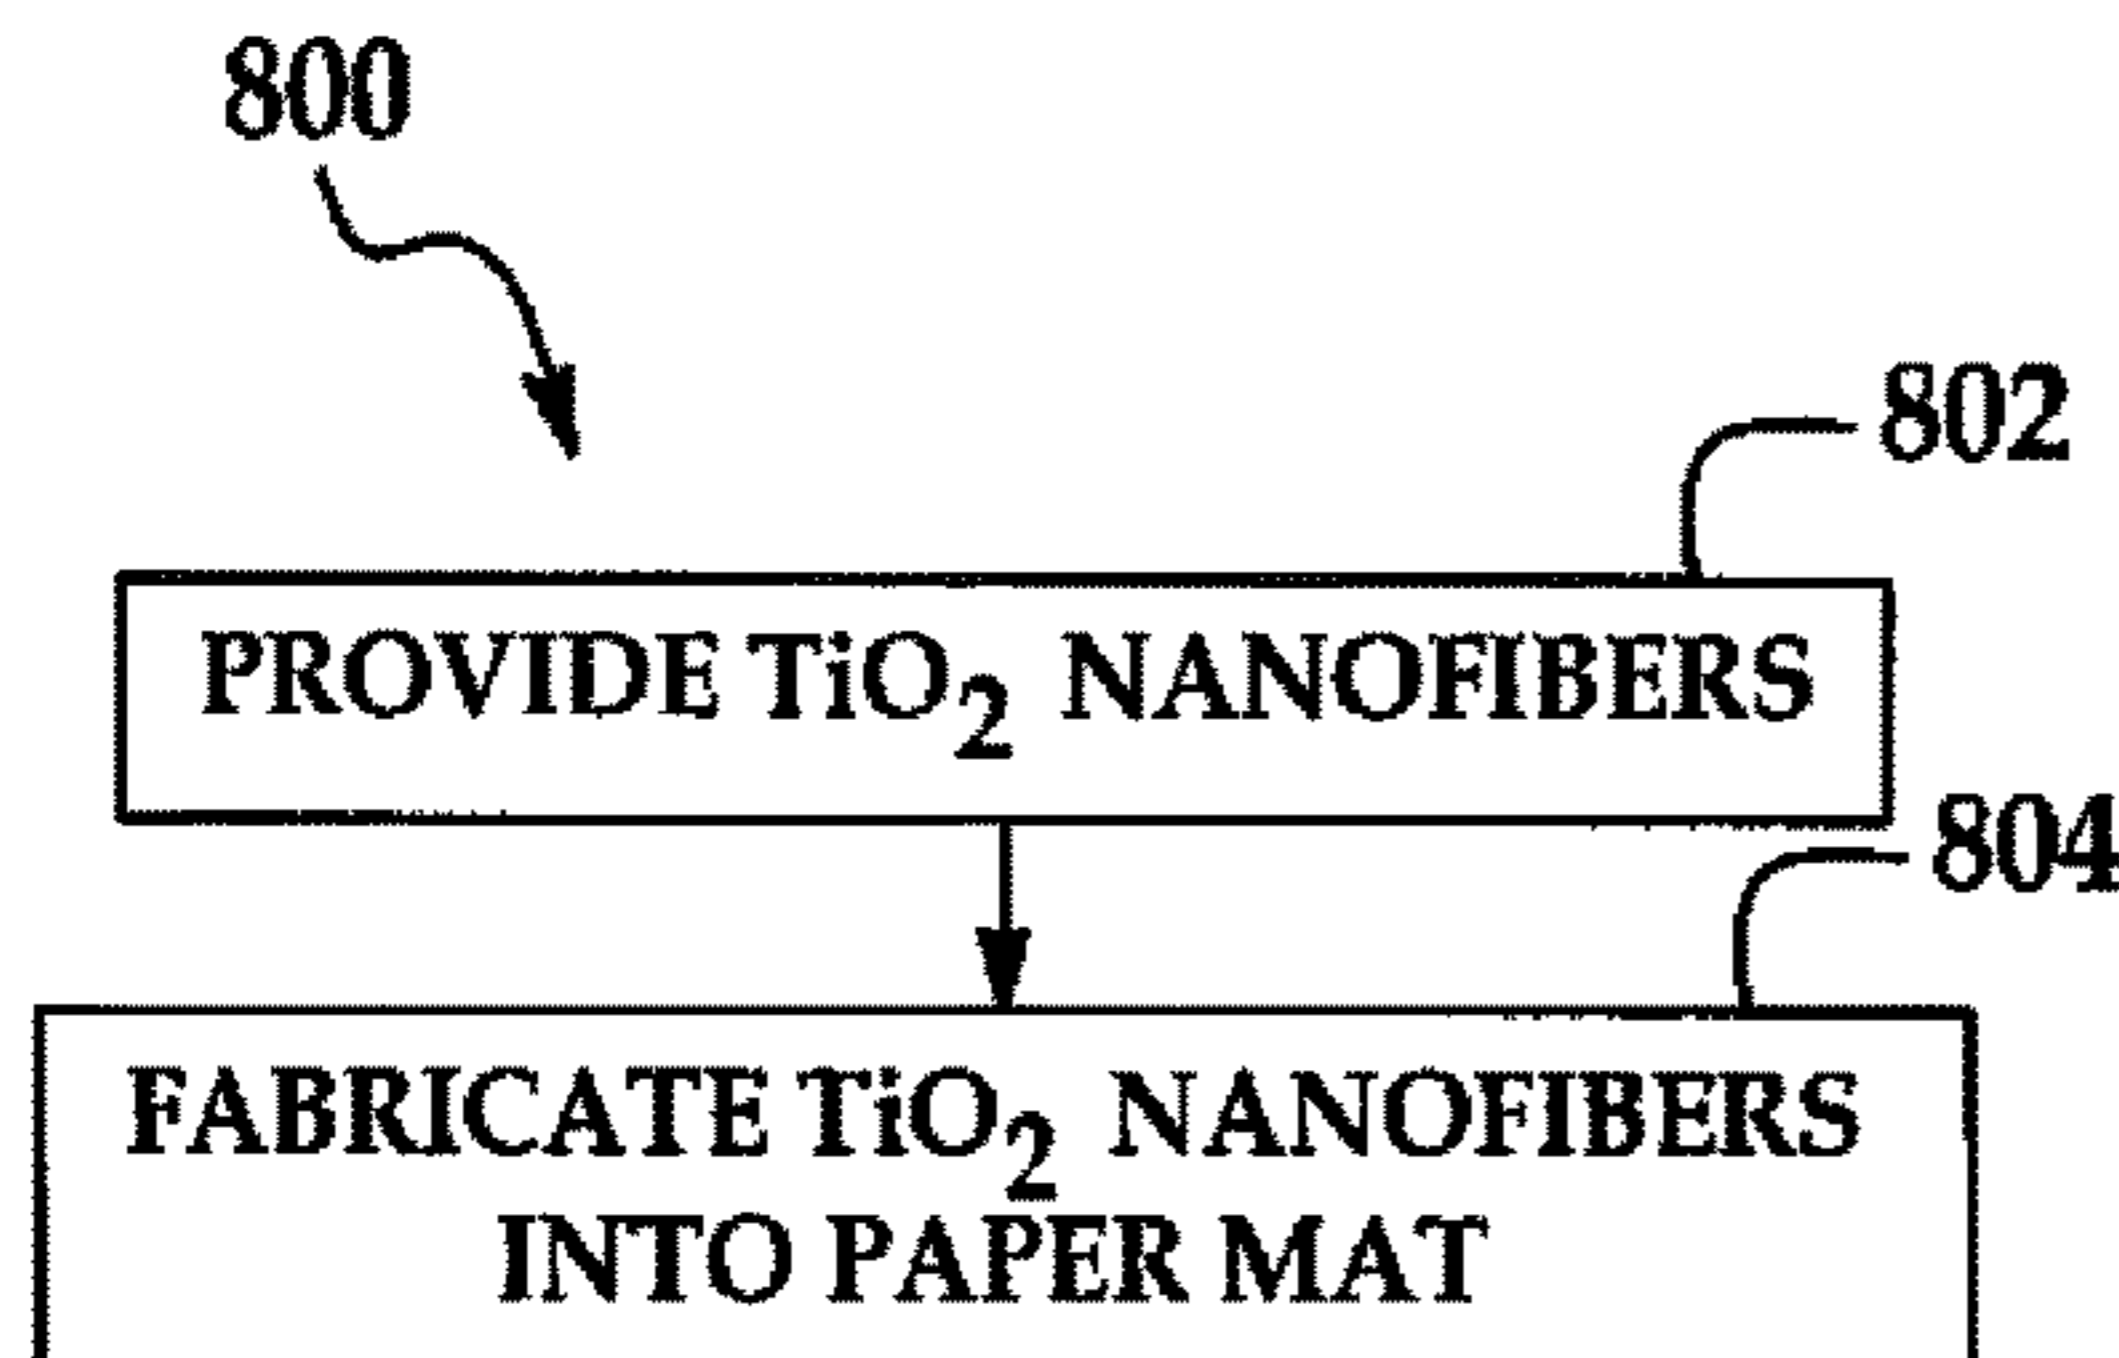 800
802
PROVIDE TiO₂ NANOFIBERS
804
FABRICATE TiO₂ NANOFIBERS
INTO PAPER MAT